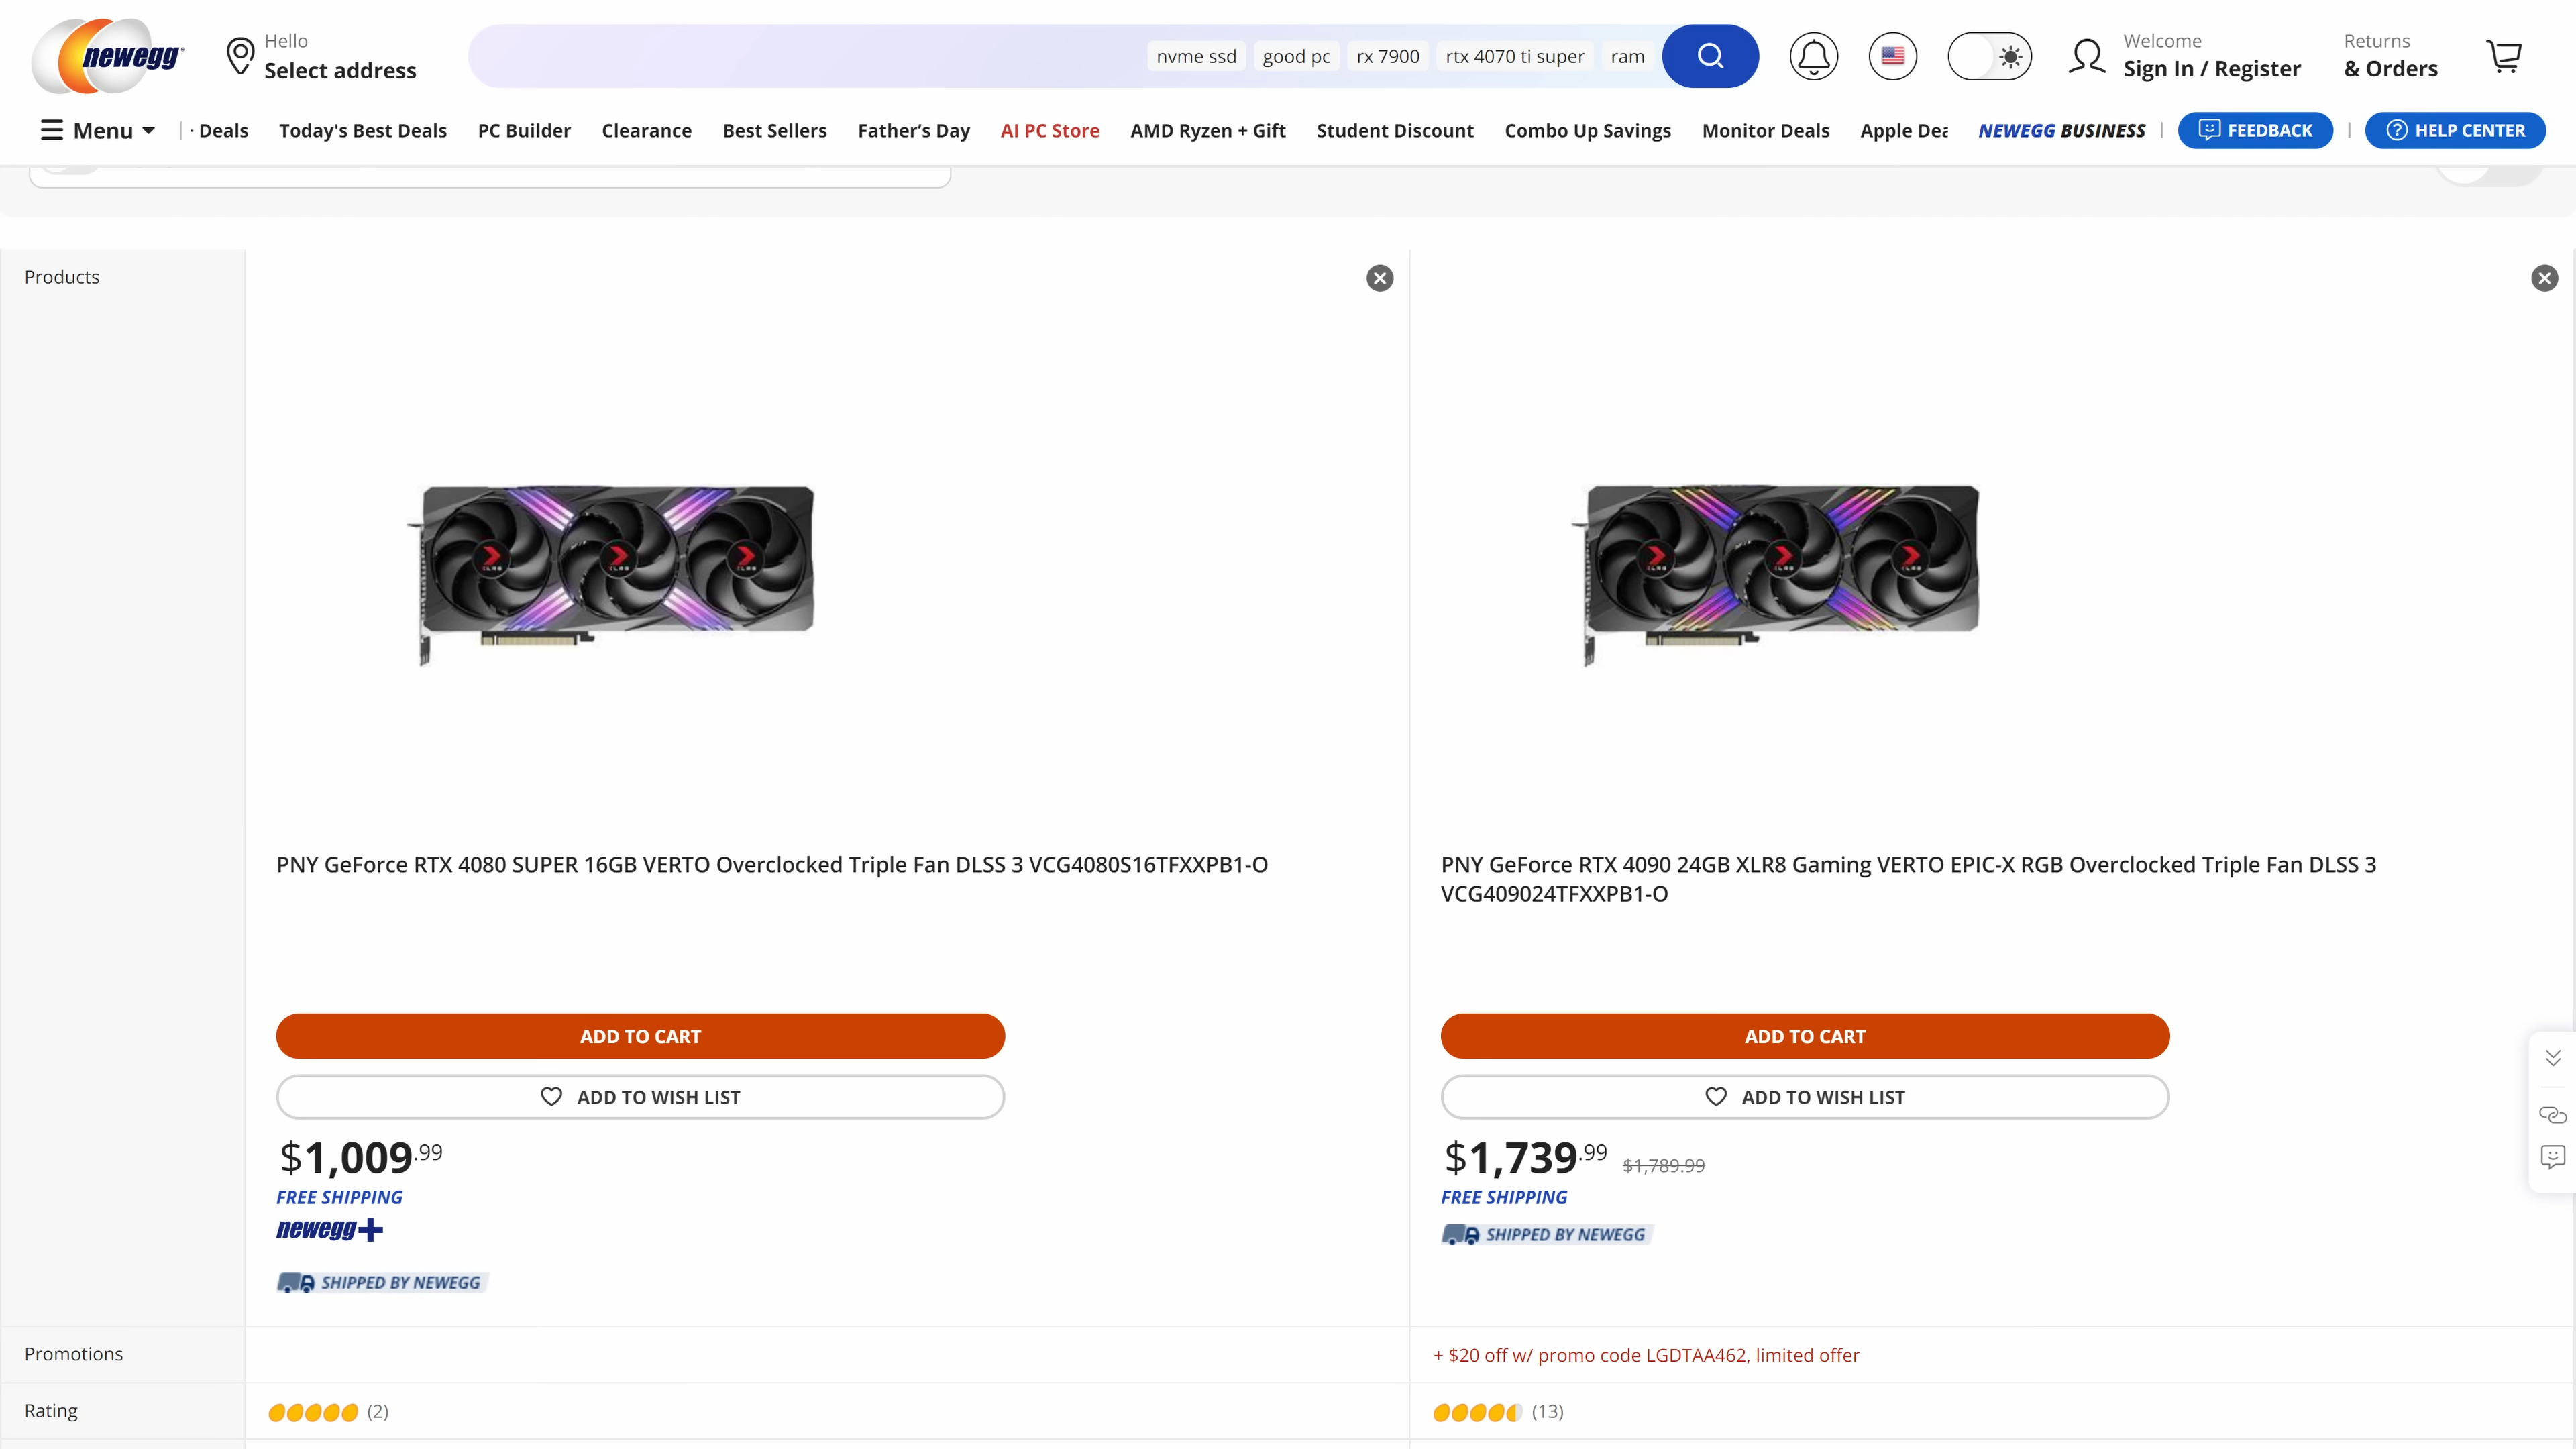 newegg
Hello
Select address
nvme ssd
good pc
rx 7900
rtx 4070 ti super
ram
Welcome
Sign In / Register
Returns
& Orders
Menu
· Deals
Today's Best Deals
PC Builder
Clearance
Best Sellers
Father’s Day
AI PC Store
AMD Ryzen + Gift
Student Discount
Combo Up Savings
Monitor Deals
Apple Dea
NEWEGG BUSINESS
FEEDBACK
HELP CENTER
Products
PNY GeForce RTX 4080 SUPER 16GB VERTO Overclocked Triple Fan DLSS 3 VCG4080S16TFXXPB1-O
ADD TO CART
ADD TO WISH LIST
$1,009.99
FREE SHIPPING
newegg+
SHIPPED BY NEWEGG
PNY GeForce RTX 4090 24GB XLR8 Gaming VERTO EPIC-X RGB Overclocked Triple Fan DLSS 3
VCG409024TFXXPB1-O
ADD TO CART
ADD TO WISH LIST
$1,739.99 $1,789.99
FREE SHIPPING
SHIPPED BY NEWEGG
Promotions
+ $20 off w/ promo code LGDTAA462, limited offer
Rating
(2)
(13)